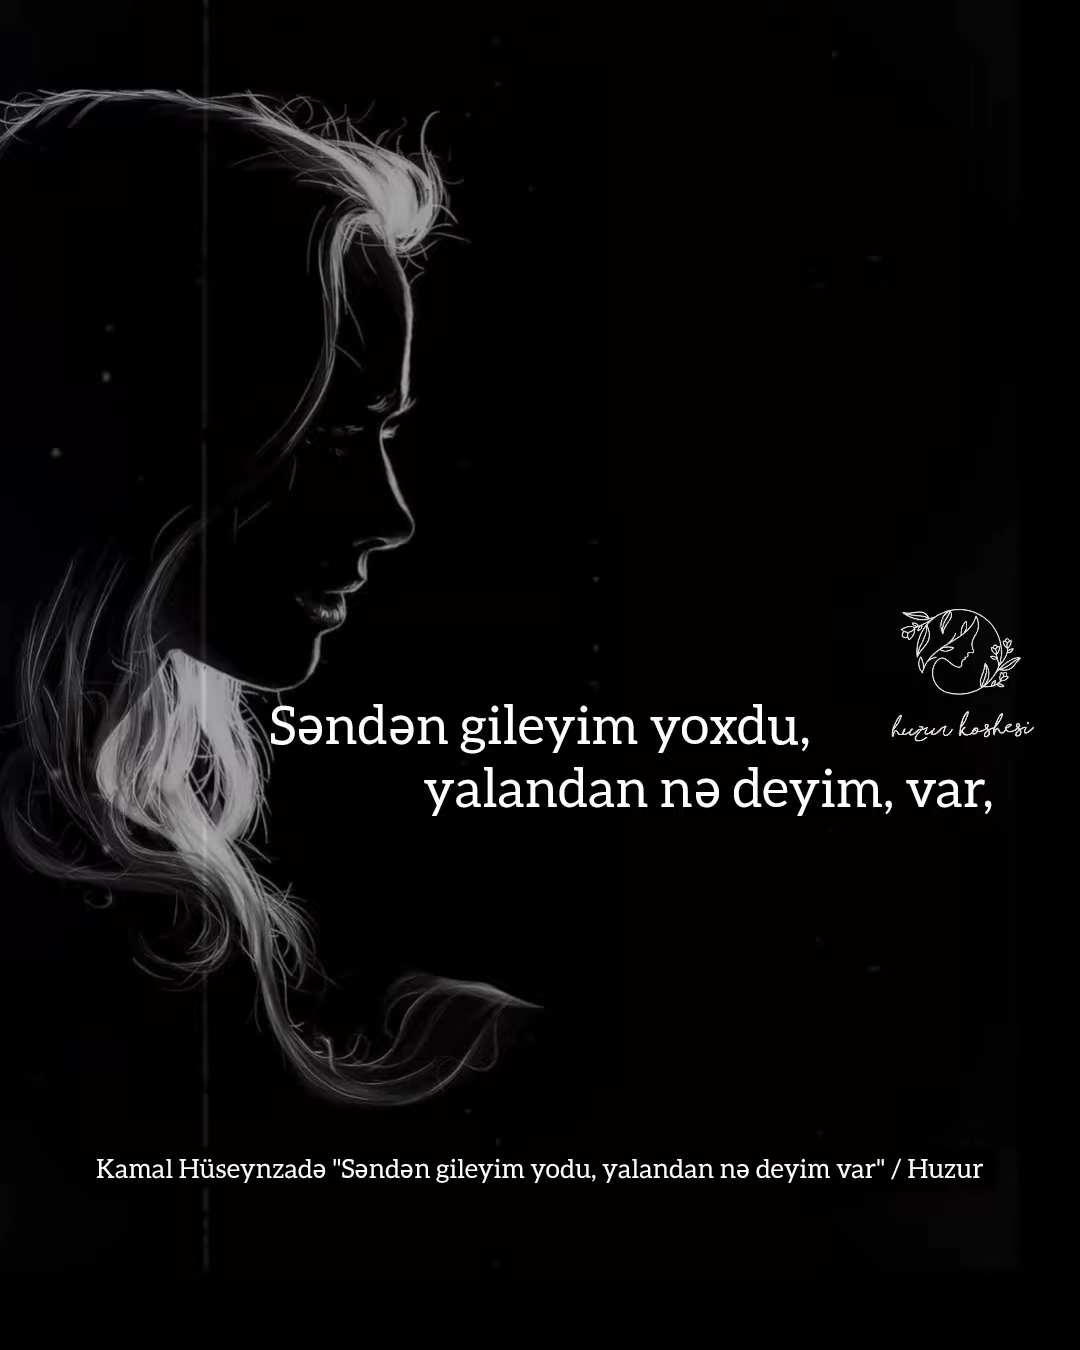 huzur koshesi
Səndən gileyim yoxdu,
yalandan nə deyim, var,
Kamal Hüseynzadə "Səndən gileyim yodu, yalandan nə deyim var" / Huzur